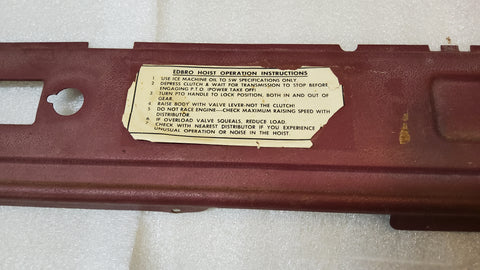 EDBRO HOIST OPERATION INSTRUCTIONS
1. USE ICE MACHINE OIL TO SW SPECIFICATIONS ONLY
2 DEPRESS CLUTCH & WAIT FOR TRANSMISSION TO STOP BEFORE
ENGAGING P.T.O. (POWER TAKE OFF)
3 TURN PTO HANDLE TO LOCK POSITION, BOTH IN AND OUT OF
GEAR
4. RAISE BODY WITH VALVE LEVER-NOT THE CLUTCH!
5 DO NOT RACE ENGINE—CHECK MAXIMUM RAISING SPEED WITH
DISTRIBUTOR
6. IF OVERLOAD VALVE SQUEALS, REDUCE LOAD.
CHECK WITH NEAREST DISTRIBUTOR IF YOU EXPERIENCE
UNUSUAL OPERATION OR NOISE IN THE HOIST.